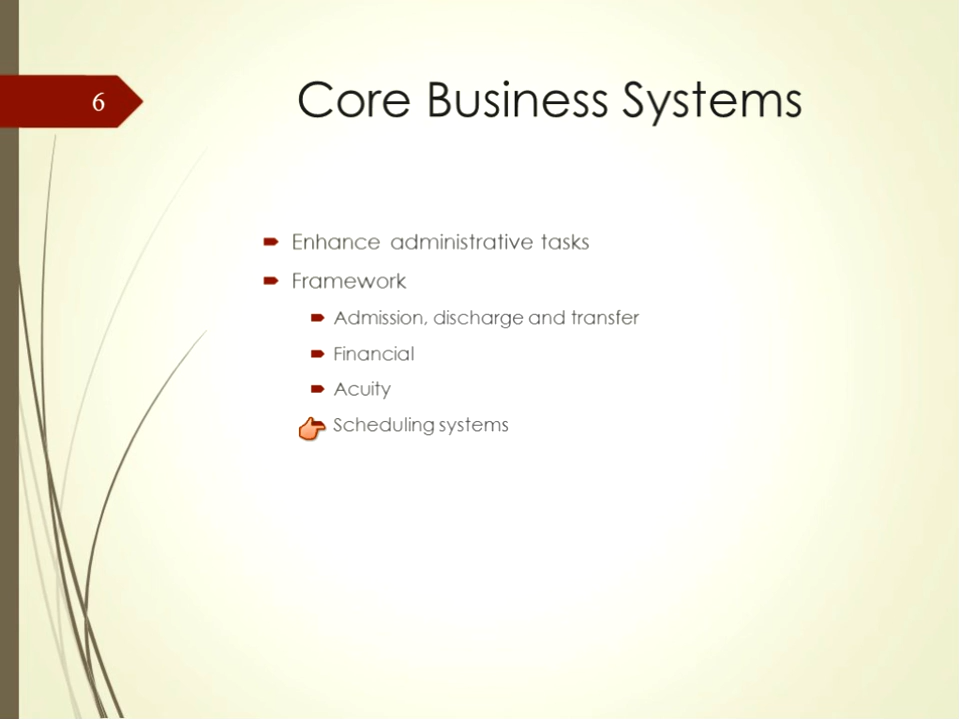 6
Core Business Systems
Enhance administrative tasks
Framework
Admission, discharge and transfer
Financial
Acuity
Scheduling systems